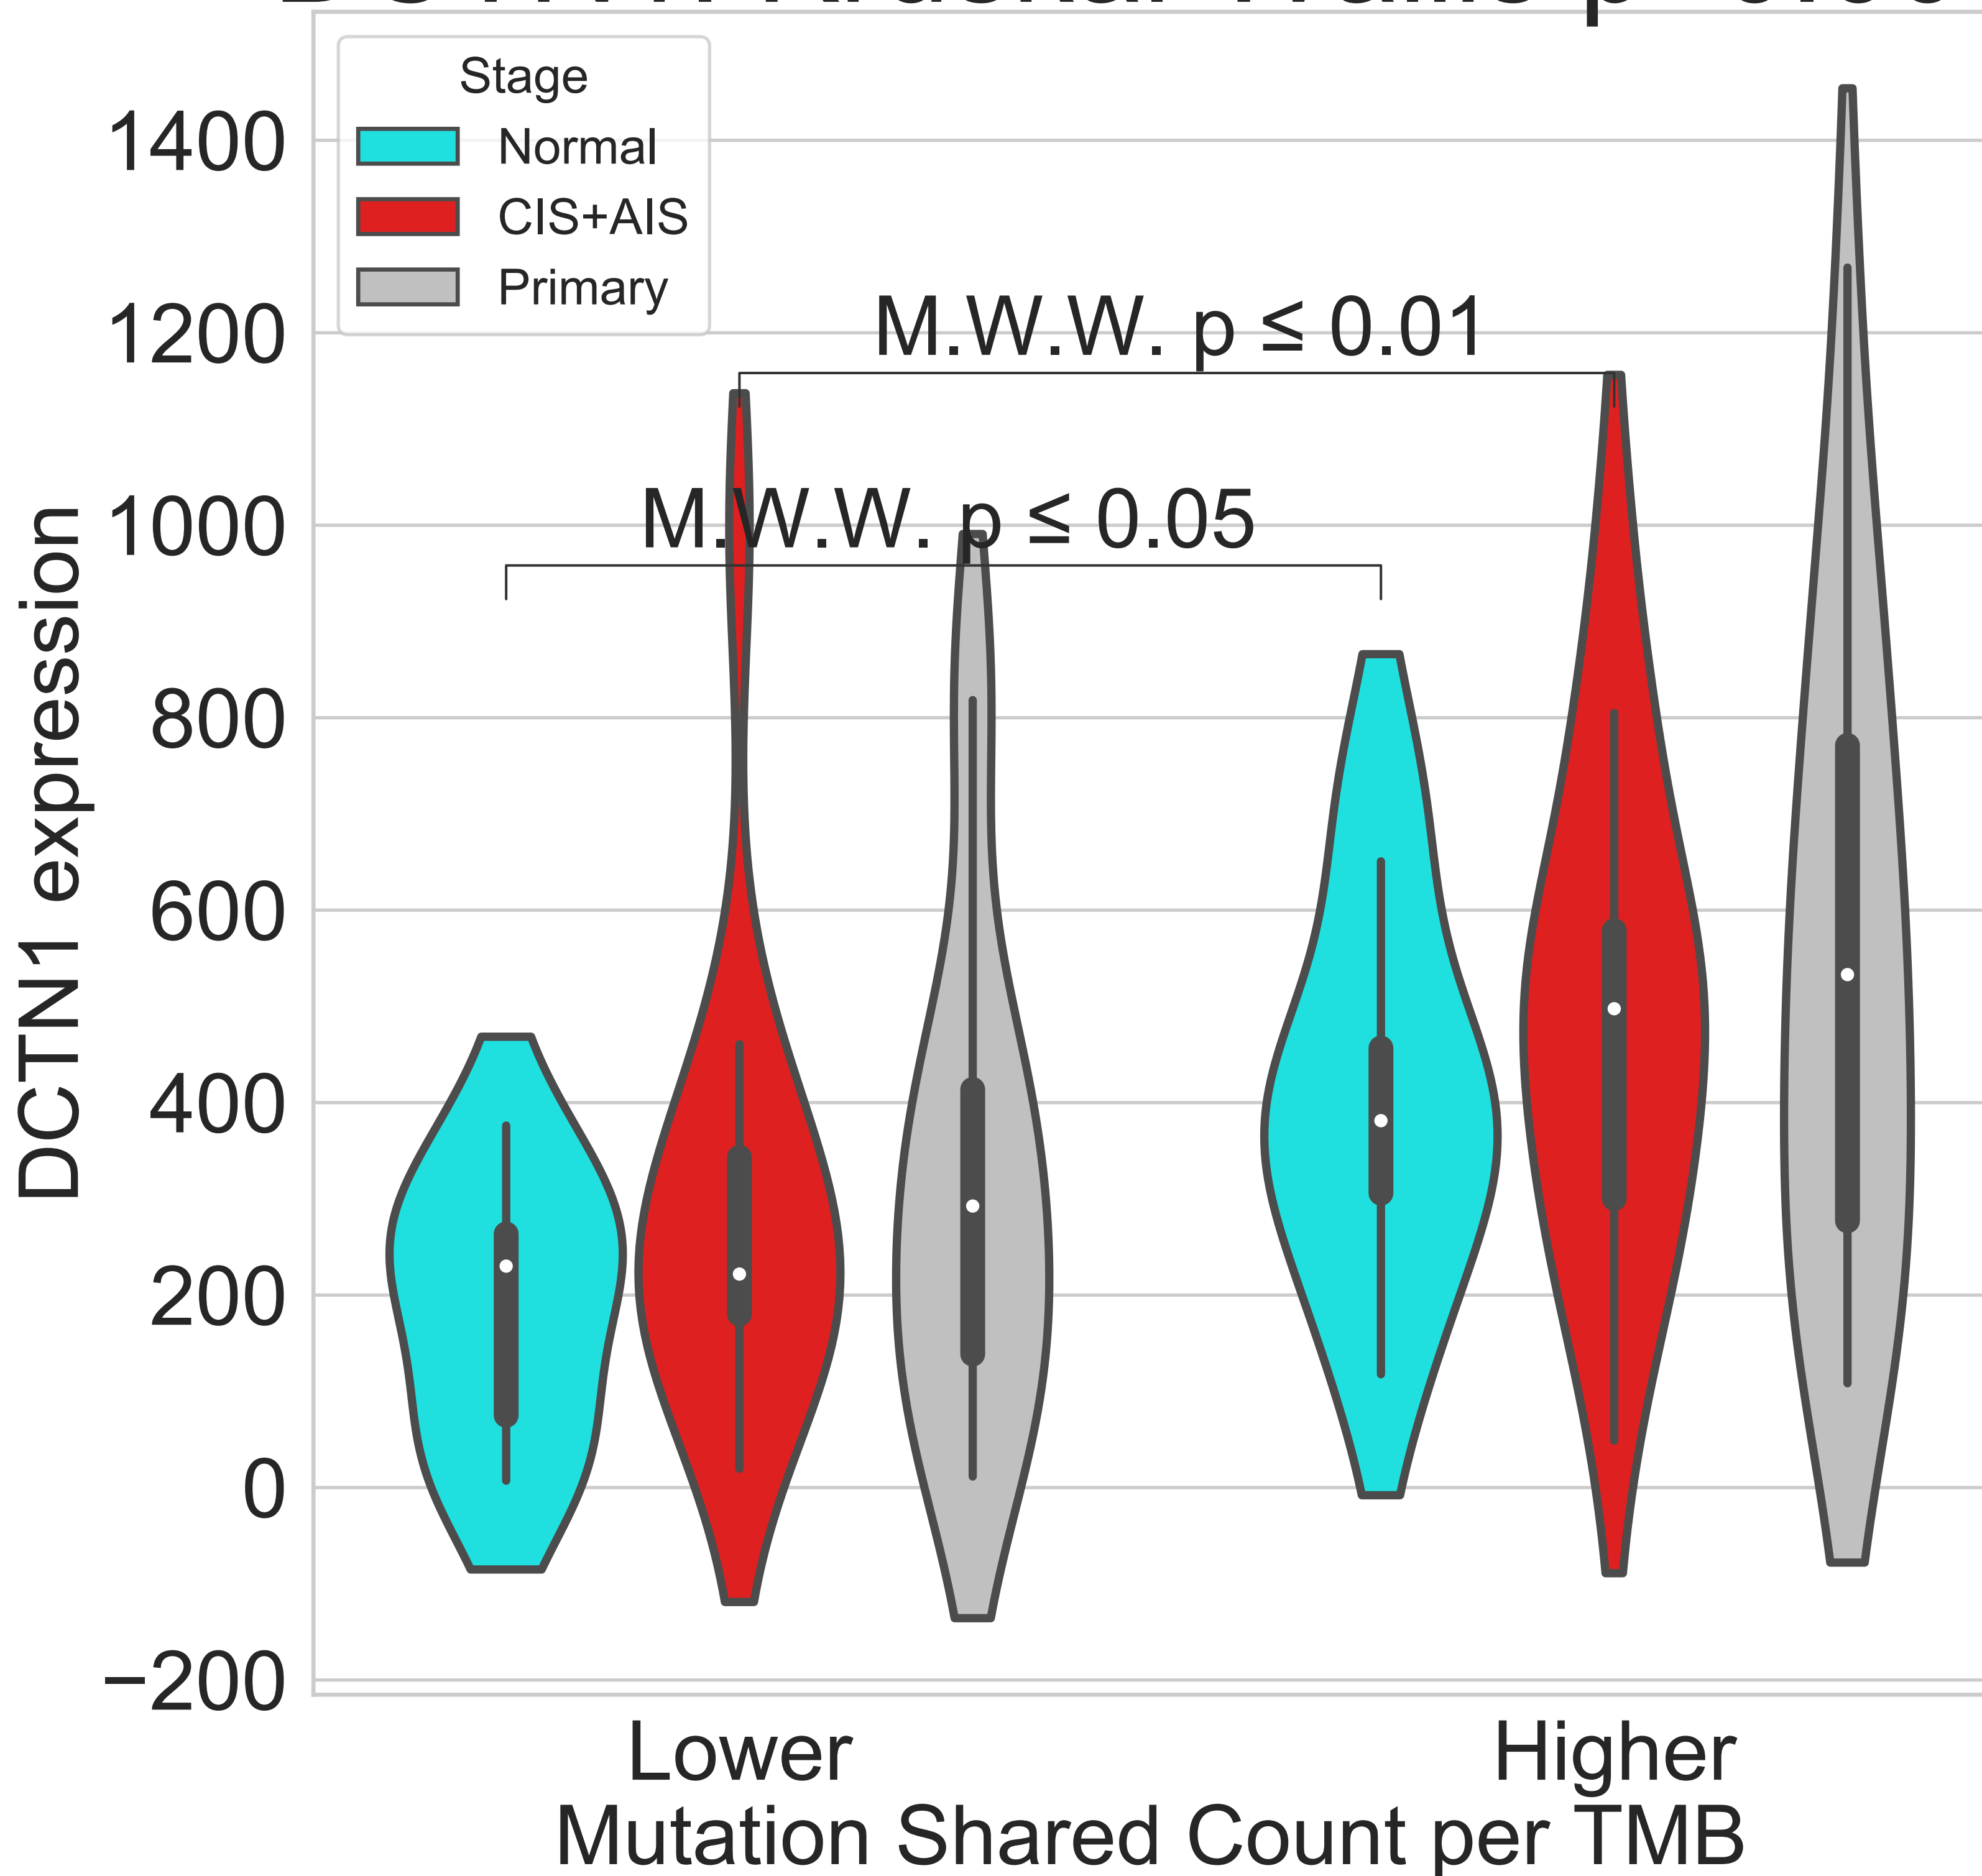 Stage
Normal
CIS+AIS
Primary
1400
1200
1000
800
600
400
200
0
−200
DCTN1 expression
M.W.W. p ≤ 0.01
M.W.W. p ≤ 0.05
Lower
Higher
Mutation Shared Count per TMB